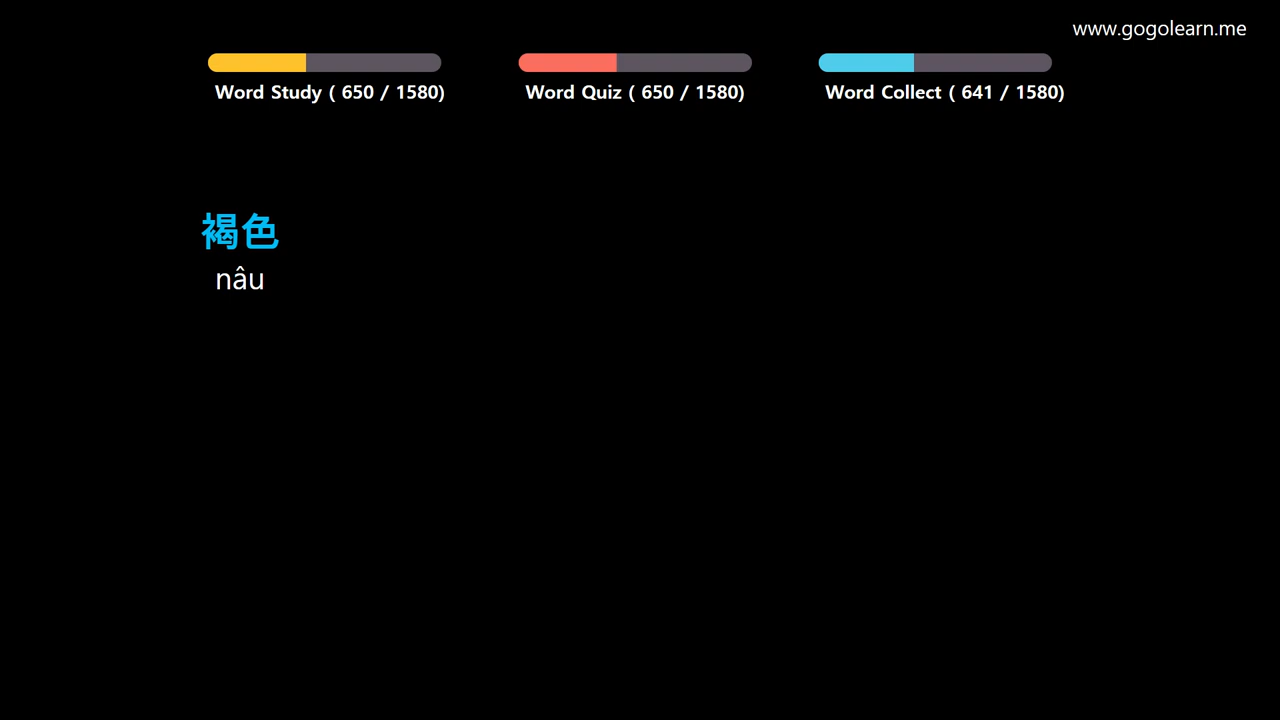 www.gogolearn.me
Word Study ( 650 / 1580)
Word Quiz ( 650 / 1580)
Word Collect ( 641 / 1580)
褐色
nâu